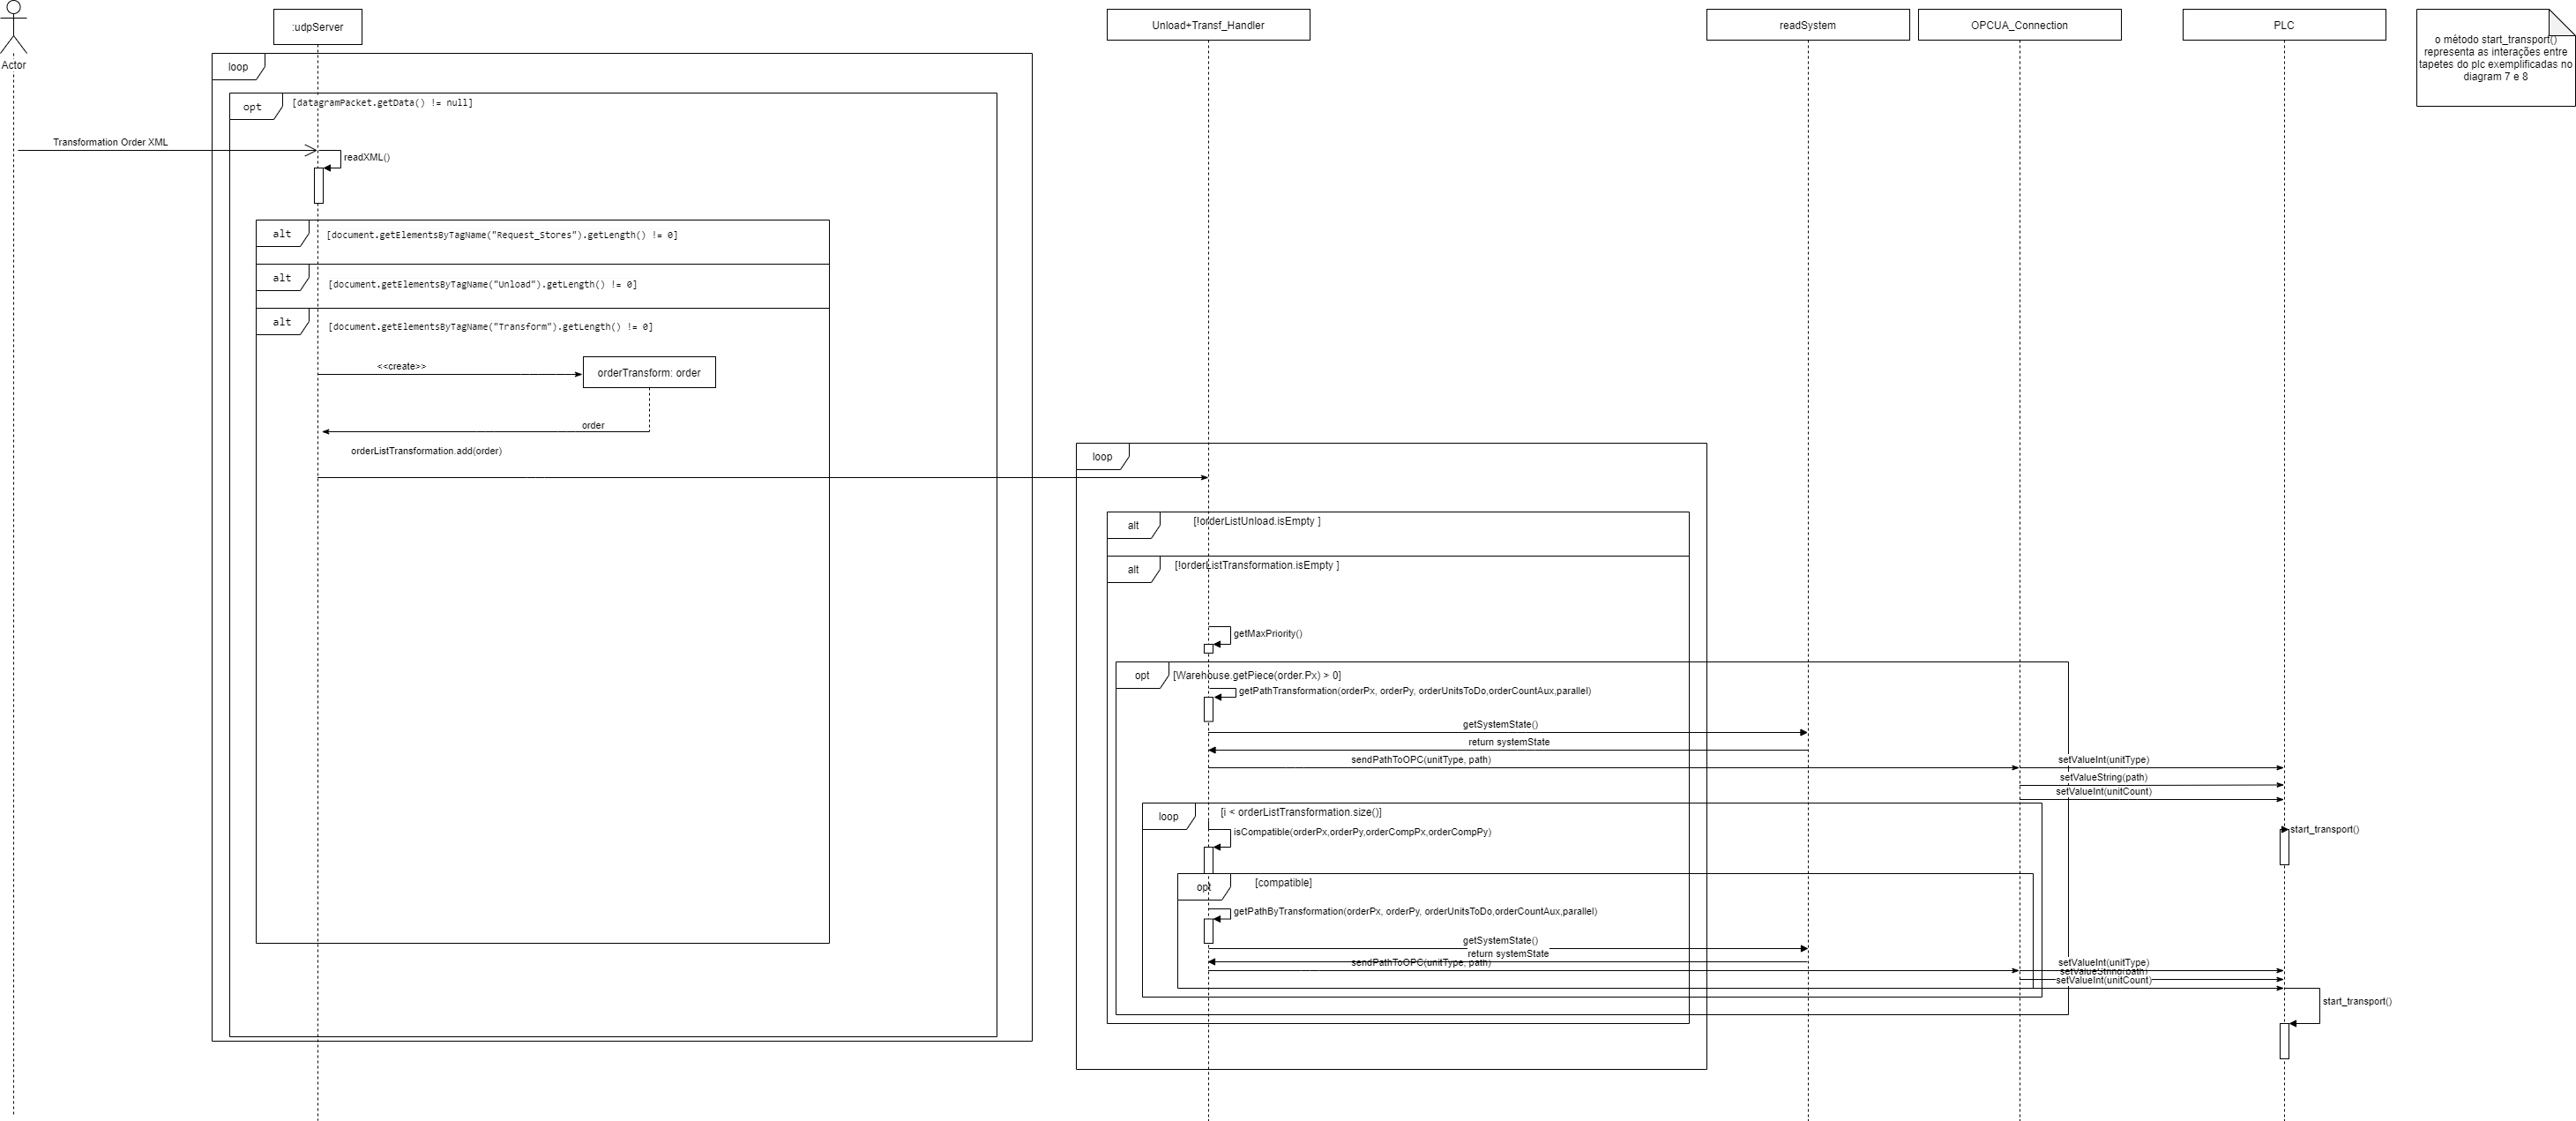 Actor
:udpServer
Unload+Transf_Handler
readSystem
OPCUA_Connection
PLC
o método start_transport()
representa as interações entre
tapetes do plc exemplificadas no
diagram 7 e 8
loop
opt
[datagramPacket.getData() != null]
Transformation Order XML
readXML()
alt
[document.getElementsByTagName("Request_Stores").getLength() != 0]
alt
[document.getElementsByTagName("Unload").getLength() != 0]
alt
[document.getElementsByTagName("Transform").getLength() != 0]
<<create>>
orderTransform: order
order
orderListTransformation.add(order)
loop
alt
[!orderListUnload.isEmpty ]
alt
[!orderListTransformation.isEmpty ]
getMaxPriority()
opt
[Warehouse.getPiece(order.Px) > 0]
getPathTransformation(orderPx, orderPy, orderUnitsToDo,orderCountAux,parallel)
getSystemState()
return systemState
sendPathToOPC(unitType, path)
setValueInt(unitType)
setValueString(path)
setValueInt(unitCount)
loop
[i < orderListTransformation.size()]
isCompatible(orderPx,orderPy,orderCompPx,orderCompPy)
start_transport()
opt
[compatible]
getPathByTransformation(orderPx, orderPy, orderUnitsToDo,orderCountAux,parallel)
getSystemState()
return systemState
sendPathToOPC(unitType, path)
setValueInt(unitType)
setValueString(path)
setValueInt(unitCount)
start_transport()